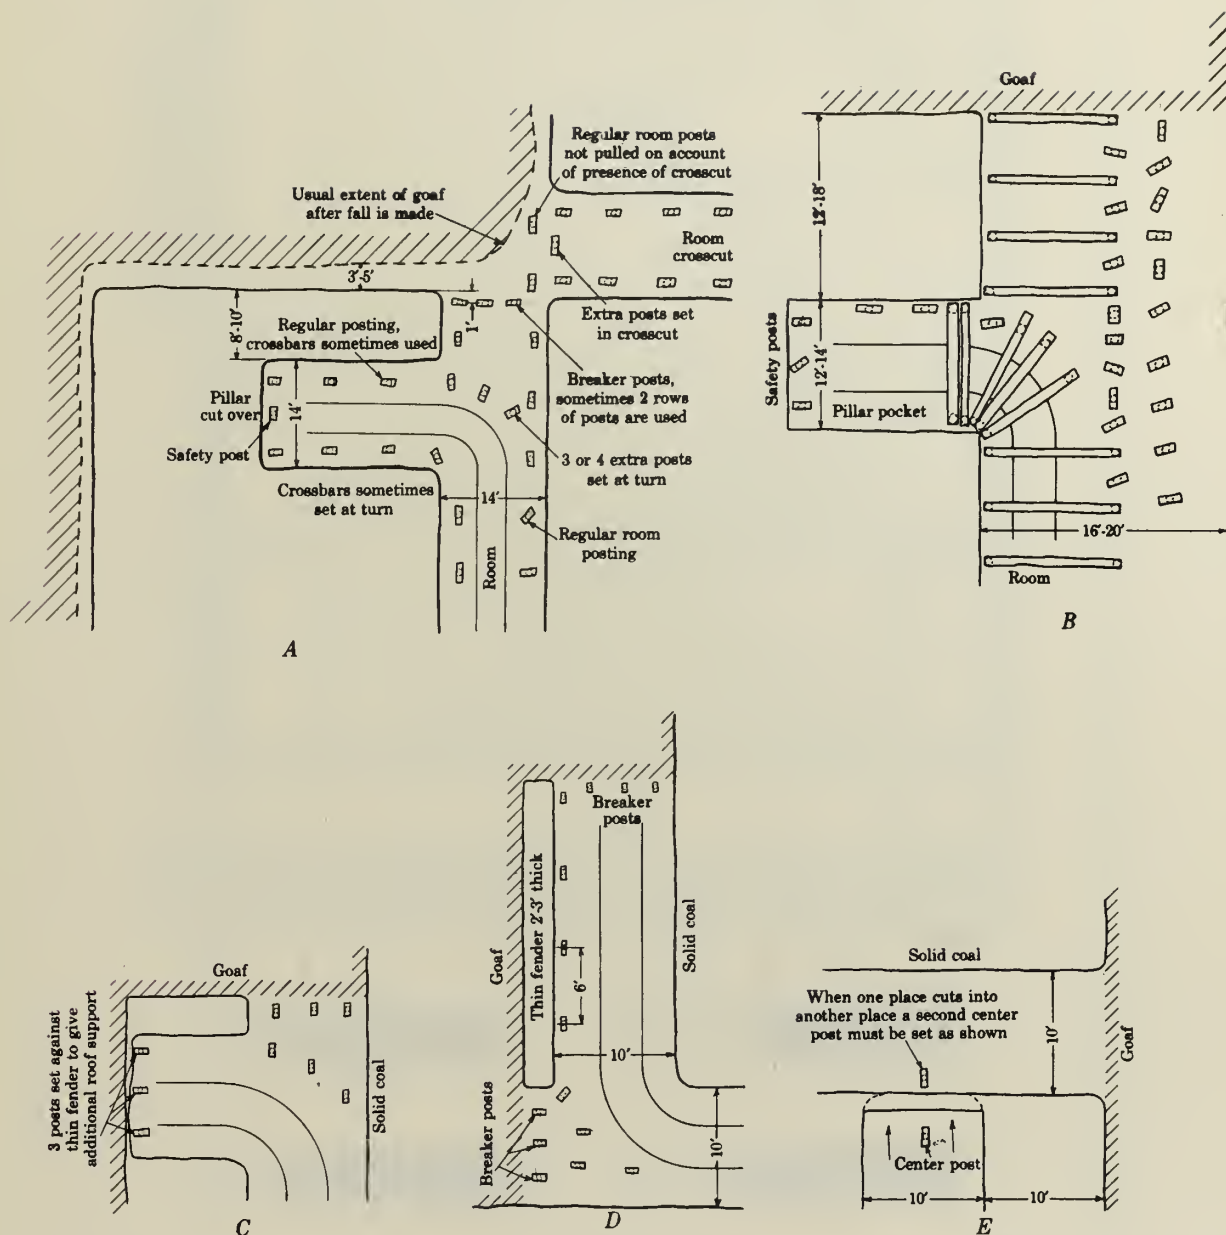 Usual extent of goaf
after fall is made
Regular room posts
not pulled on account
of presence of crosscut
3'-5'
Room
crosscut
8'-10'
Regular posting,
crossbars sometimes used
1'
Extra posts set
in crosscut
Pillar
cut over
14'
Breaker posts,
sometimes 2 rows
of posts are used
Safety post
3 or 4 extra posts
set at turn
Crossbars sometimes
set at turn
14'
Regular room
posting
Room
A
Goaf
12'-18'
Safety posts
12'-14'
Pillar pocket
16'-20'
Room
B
Goaf
3 posts set against
thin fender to give
additional roof support
Solid coal
C
Breaker
posts
Goaf
Thin fender 2'-3' thick
6'
Solid coal
10'
Breaker posts
10'
D
Solid coal
When one place cuts into
another place a second center
post must be set as shown
10'
Goaf
Center post
10'
10'
E